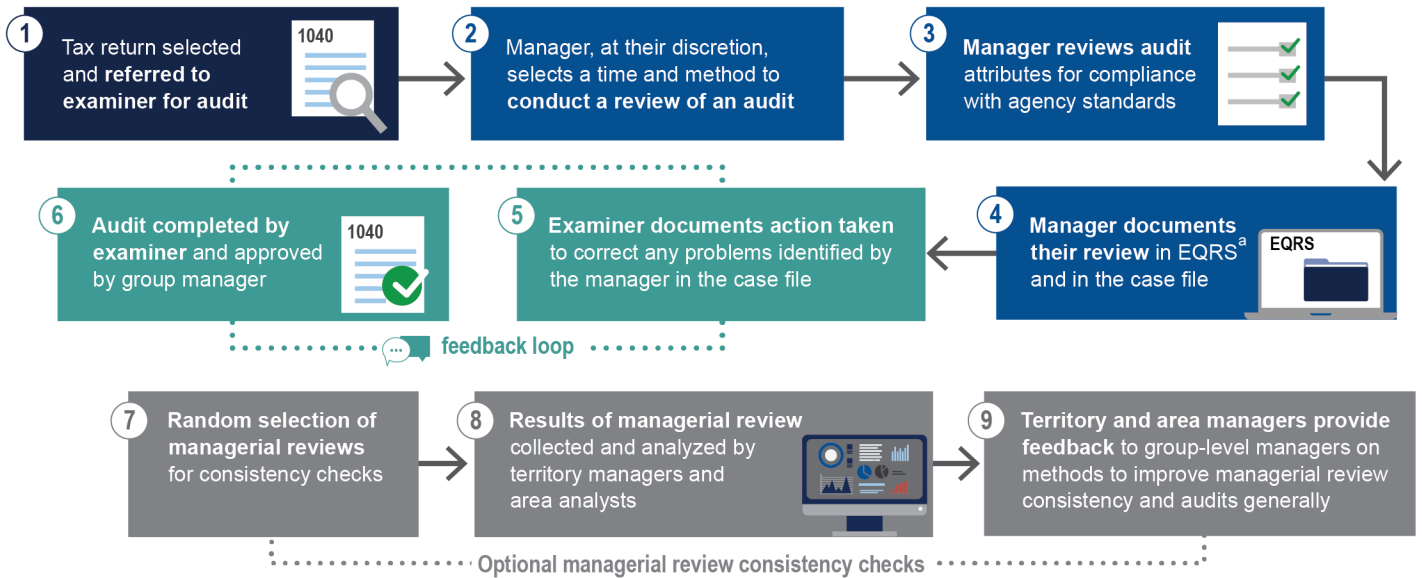 1
Tax return selected
and referred to
examiner for audit
1040
2
Manager, at their discretion,
selects a time and method to
conduct a review of an audit
3
Manager reviews audit
attributes for compliance
with agency standards
4
Manager documents
their review in EQRSa
and in the case file
EQRS
5
Examiner documents action taken
to correct any problems identified by
the manager in the case file
6
Audit completed by
examiner and approved
by group manager
1040
feedback loop
7
Random selection of
managerial reviews
for consistency checks
8
Results of managerial review
collected and analyzed by
territory managers and
area analysts
9
Territory and area managers provide
feedback to group-level managers on
methods to improve managerial review
consistency and audits generally
Optional managerial review consistency checks